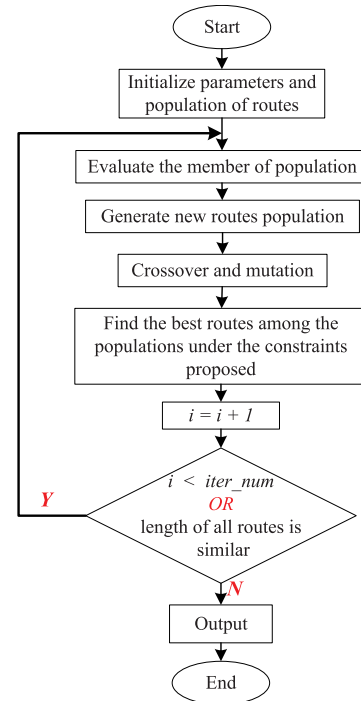 Start
Initialize parameters and
population of routes
Evaluate the member of population
Generate new routes population
Crossover and mutation
Find the best routes among the
populations under the constraints
proposed
i = i + 1
i < iter_num
OR
length of all routes is
similar
Y
N
Output
End